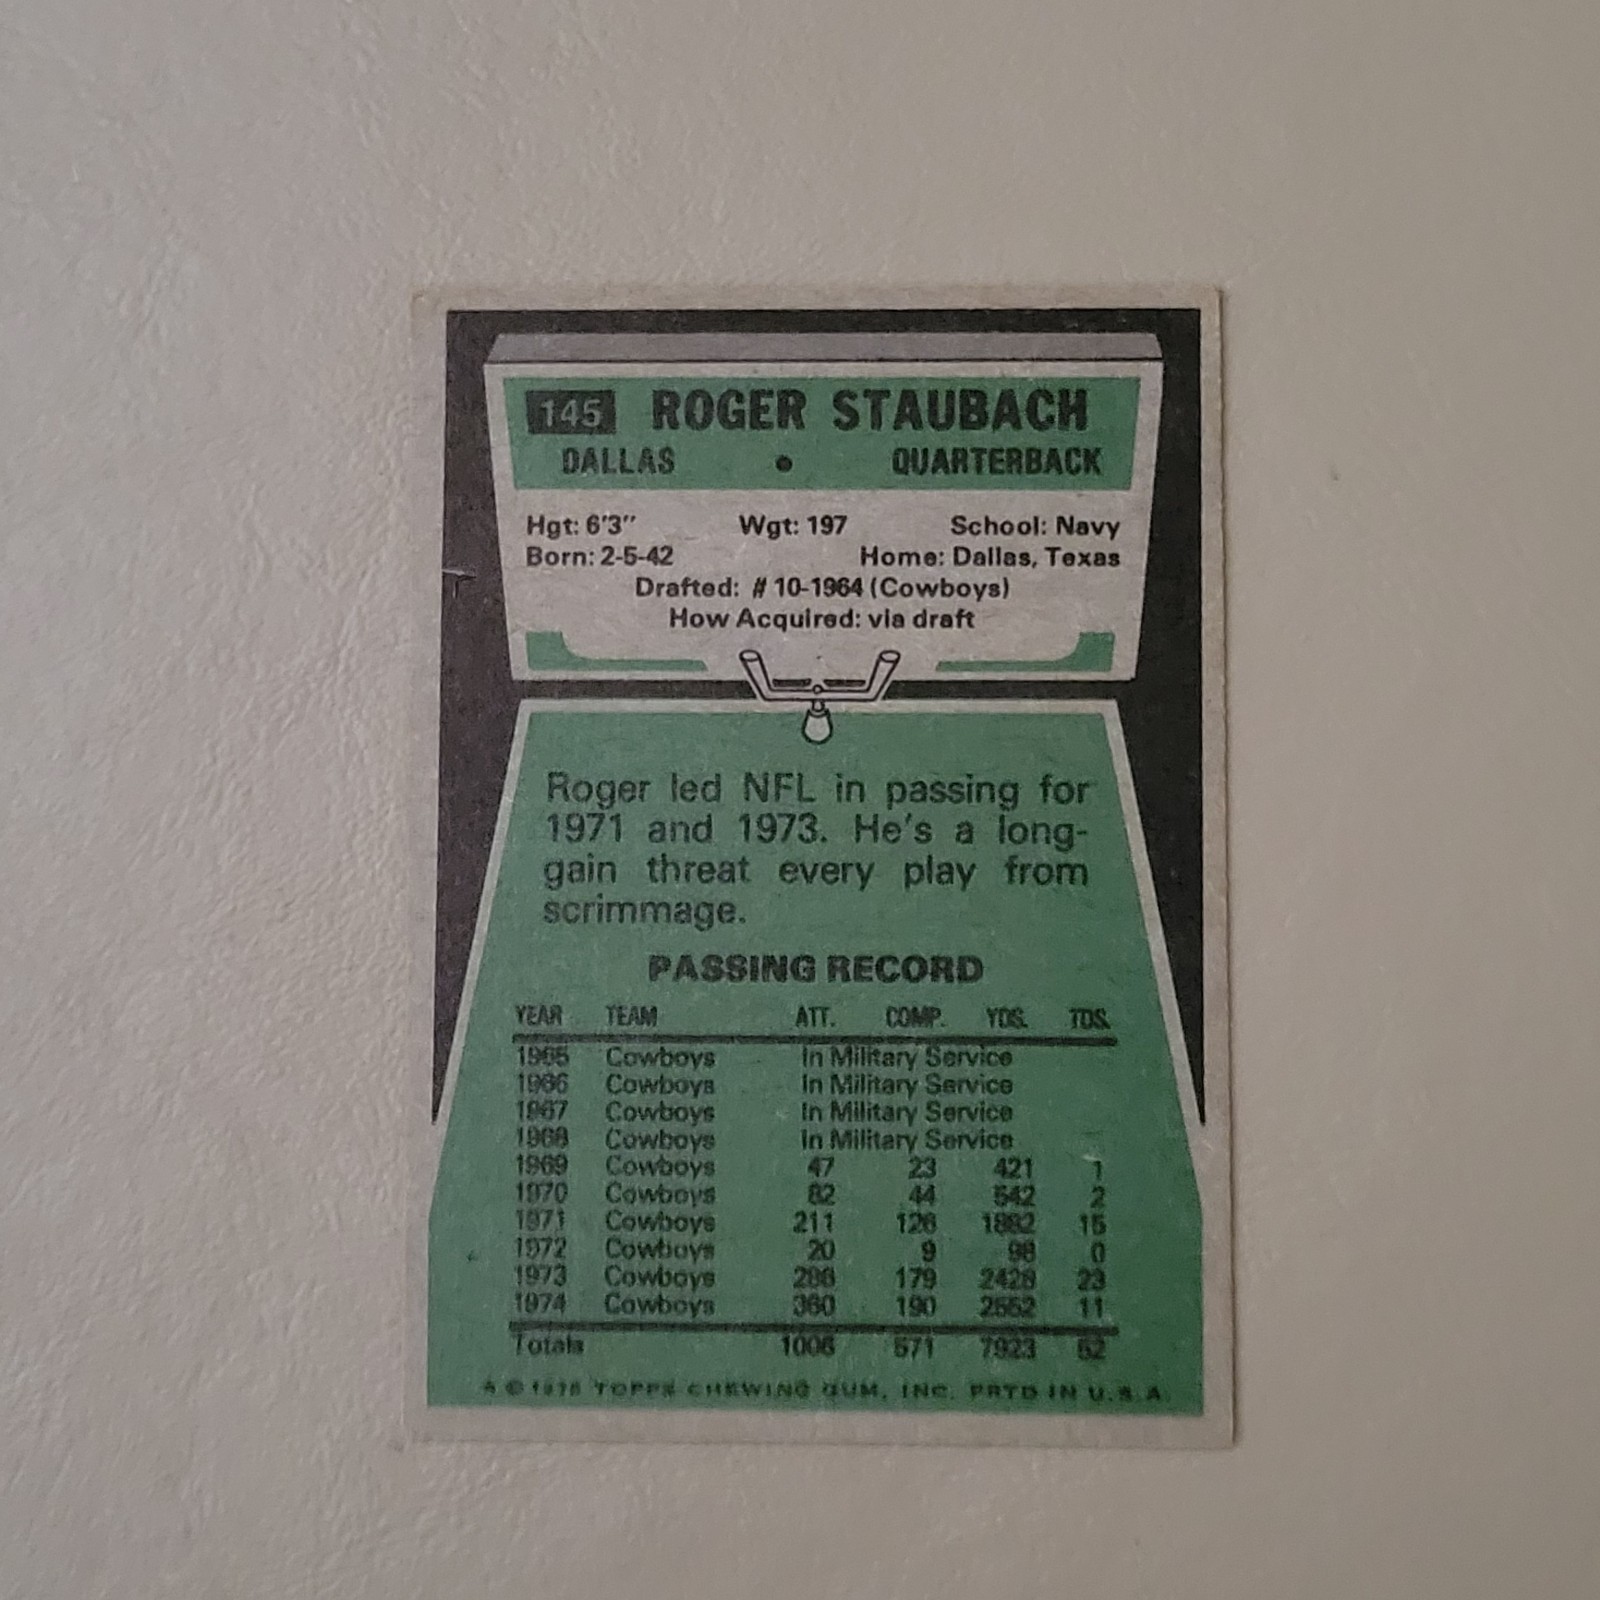 145 ROGER STAUBACH
DALLAS • QUARTERBACK
Hgt: 6'3" Wgt: 197 School: Navy
Born: 2-5-42 Home: Dallas, Texas
Drafted: # 10-1964 (Cowboys)
How Acquired: via draft
Roger led NFL in passing for
1971 and 1973. He's a long-
gain threat every play from
scrimmage.
PASSING RECORD
YEAR TEAM ATT. COMP. YDS. TDS.
1965 Cowboys In Military Service
1966 Cowboys In Military Service
1967 Cowboys In Military Service
1968 Cowboys In Military Service
1969 Cowboys 47 23 421 1
1970 Cowboys 82 44 542 2
1971 Cowboys 211 126 1882 15
1972 Cowboys 20 9 98 0
1973 Cowboys 286 179 2428 23
1974 Cowboys 360 190 2552 11
Totals 1006 571 7923 52
A © 1975 TOPPS CHEWING GUM, INC. PRTD IN U.S.A.